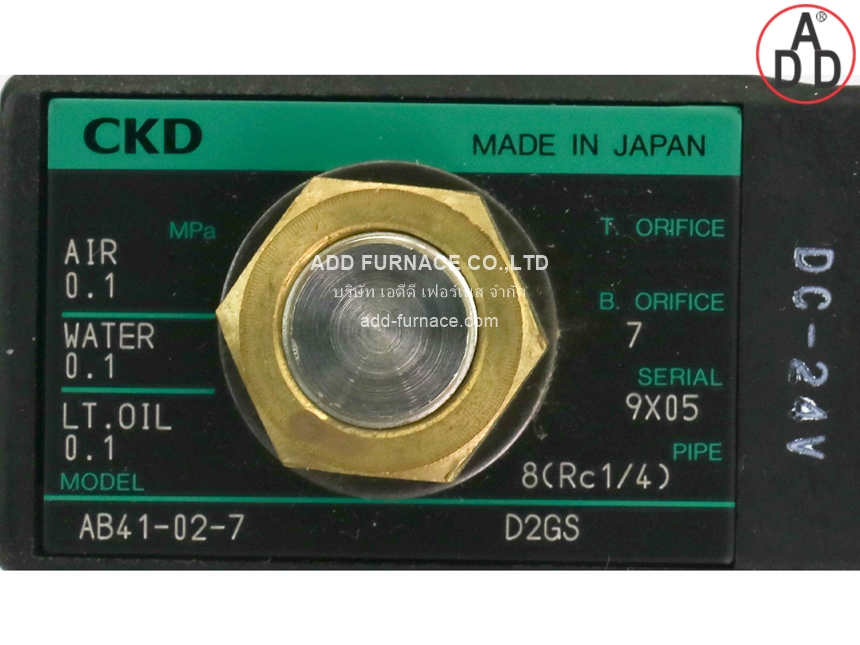 ADD®
CKD
MADE IN JAPAN
MPa
T. ORIFICE
AIR
0.1
ADD FURNACE CO.,LTD
บริษัท เอดีดี เฟอร์เนส จำกัด
add-furnace.com
B. ORIFICE
7
WATER
0.1
SERIAL
9X05
LT.OIL
0.1
PIPE
8(Rc1/4)
MODEL
AB41-02-7
D2GS
DC-24V